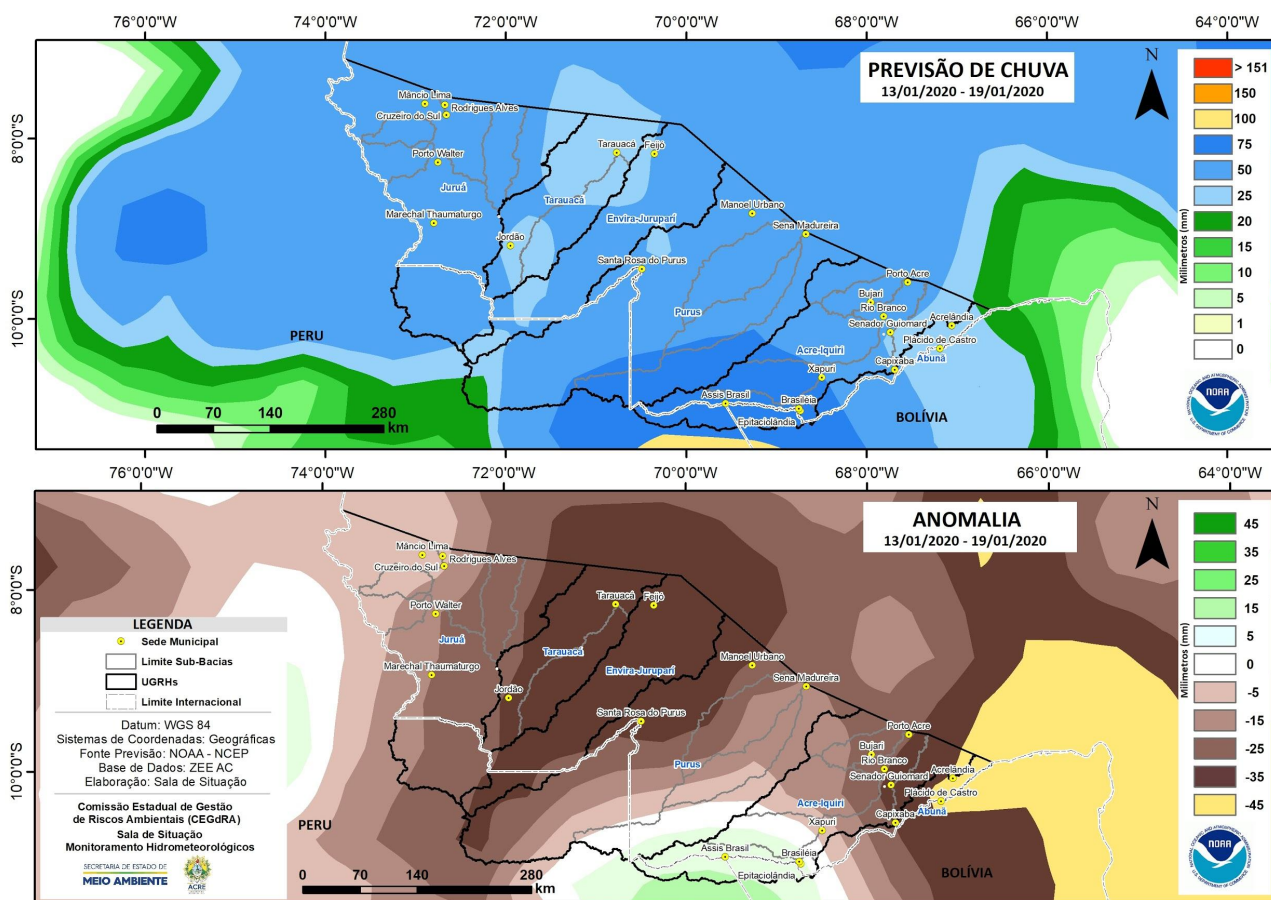 76°0'0"W 74°0'0"W 72°0'0"W 70°0'0"W 68°0'0"W 66°0'0"W 64°0'0"W
PREVISÃO DE CHUVA
13/01/2020 - 19/01/2020
N
8°0'0"S
10°0'0"S
Mâncio Lima
Rodrigues Alves
Cruzeiro do Sul
Porto Walter
Juruá
Marechal Thaumaturgo
Tarauacá
Feijó
Tarauacá
Envira-Jurupari
Jordão
Manoel Urbano
Sena Madureira
Santa Rosa do Purus
Purus
Porto Acre
Bujari
Rio Branco
Senador Guiomard
Acrelândia
Plácido de Castro
Acre-Iquiri
Capixaba
Abunã
Xapuri
Assis Brasil
Brasiléia
Epitaciolândia
PERU
BOLÍVIA
0 70 140 280
km
Milimetros (mm)
> 151
150
100
75
50
25
20
15
10
5
1
0
NOAA
76°0'0"W 74°0'0"W 72°0'0"W 70°0'0"W 68°0'0"W 66°0'0"W 64°0'0"W
ANOMALIA
13/01/2020 - 19/01/2020
N
8°0'0"S
10°0'0"S
Mâncio Lima
Rodrigues Alves
Cruzeiro do Sul
Porto Walter
Juruá
Marechal Thaumaturgo
Tarauacá
Feijó
Tarauacá
Envira-Jurupari
Jordão
Manoel Urbano
Sena Madureira
Santa Rosa do Purus
Purus
Porto Acre
Bujari
Rio Branco
Senador Guiomard
Acrelândia
Plácido de Castro
Acre-Iquiri
Capixaba
Abunã
Xapuri
Assis Brasil
Brasiléia
Epitaciolândia
PERU
BOLÍVIA
0 70 140 280
km
Milimetros (mm)
45
35
25
15
5
0
-5
-15
-25
-35
-45
NOAA
LEGENDA
Sede Municipal
Limite Sub-Bacias
UGRHs
Limite Internacional
Datum: WGS 84
Sistemas de Coordenadas: Geográficas
Fonte Previsão: NOAA - NCEP
Base de Dados: ZEE AC
Elaboração: Sala de Situação
Comissão Estadual de Gestão
de Riscos Ambientais (CEGdRA)
Sala de Situação
Monitoramento Hidrometeorológicos
SECRETARIA DE ESTADO DE
MEIO AMBIENTE
ACRE